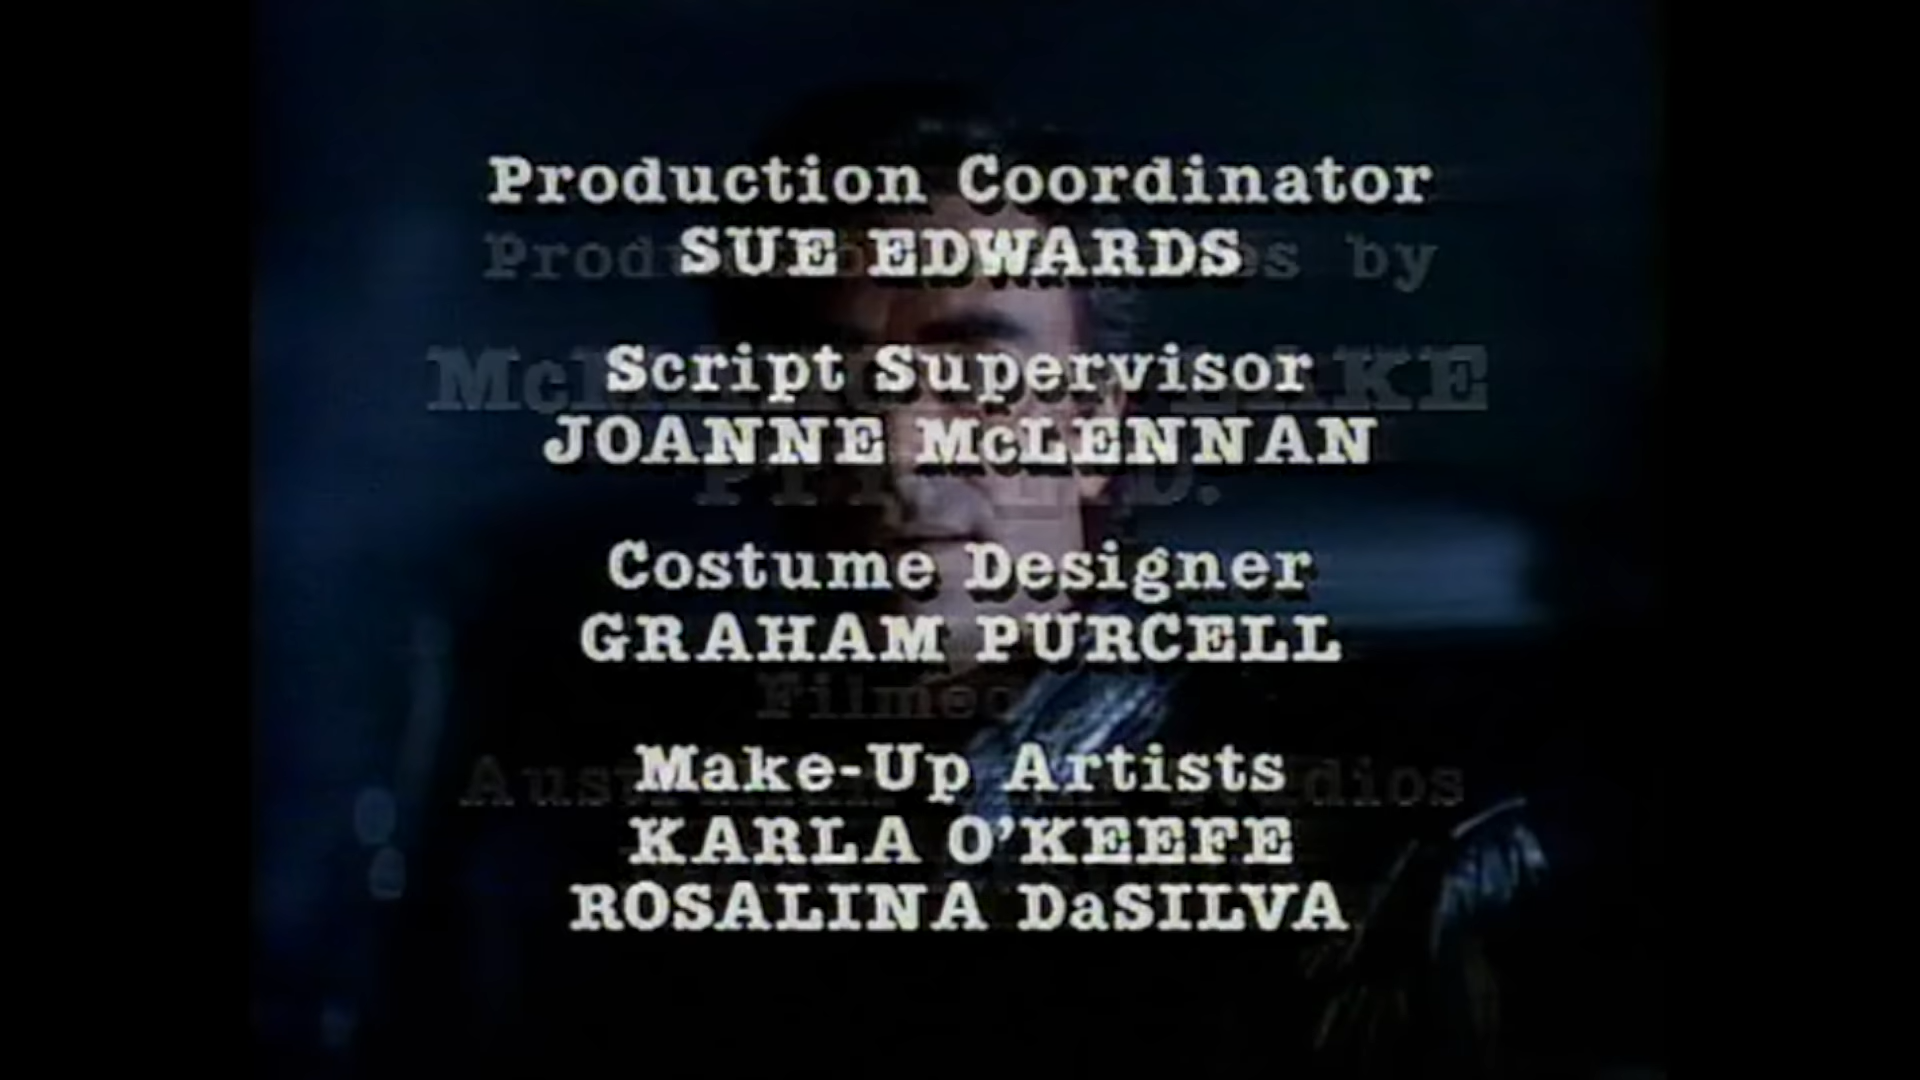 Production Coordinator
SUE EDWARDS
by
Script Supervisor
JOANNE McLENNAN
Costume Designer
GRAHAM PURCELL
Make-Up Artists
KARLA O'KEEFE
ROSALINA DaSILVA